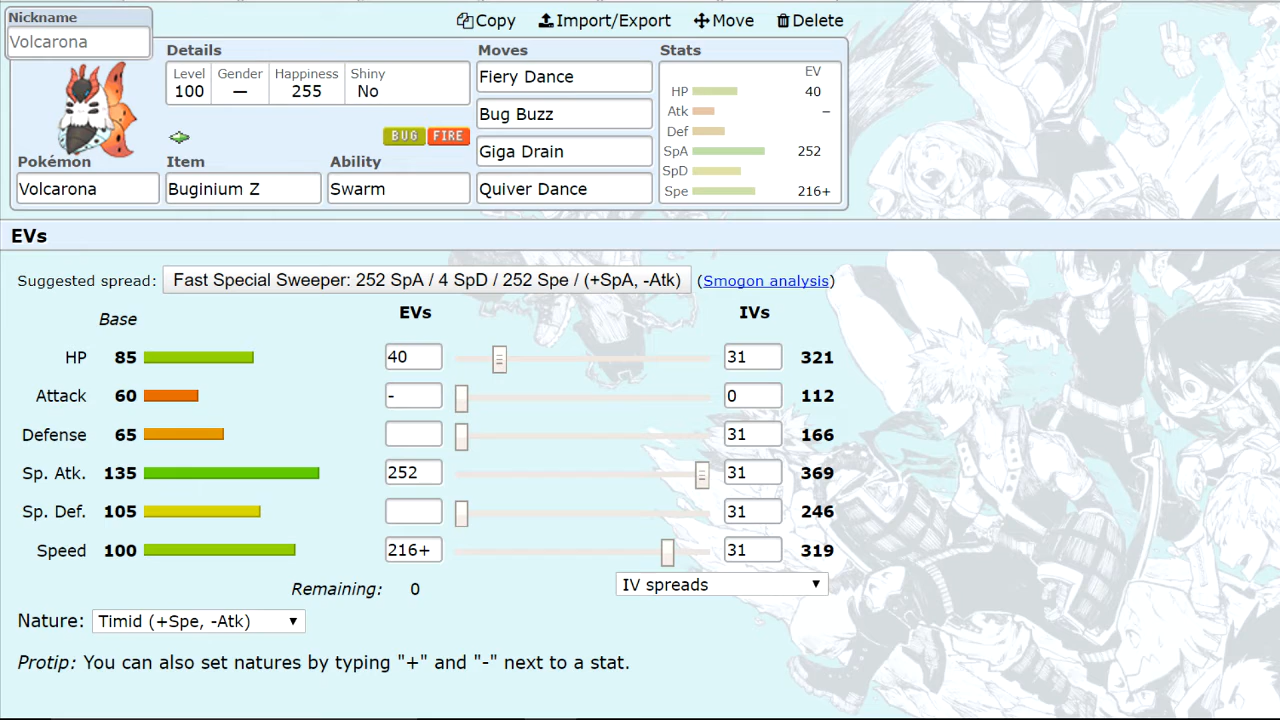 Nickname
Volcarona
Copy Import/Export Move Delete
Details
Level Gender Happiness Shiny
100 — 255 No
BUG FIRE
Pokémon Item Ability
Volcarona Buginium Z Swarm
Moves
Fiery Dance
Bug Buzz
Giga Drain
Quiver Dance
Stats
EV
HP 40
Atk –
Def
SpA 252
SpD
Spe 216+
EVs
Suggested spread: Fast Special Sweeper: 252 SpA / 4 SpD / 252 Spe / (+SpA, -Atk) (Smogon analysis)
Base EVs IVs
HP 85 40 31 321
Attack 60 - 0 112
Defense 65 31 166
Sp. Atk. 135 252 31 369
Sp. Def. 105 31 246
Speed 100 216+ 31 319
Remaining: 0 IV spreads
Nature: Timid (+Spe, -Atk)
Protip: You can also set natures by typing "+" and "-" next to a stat.